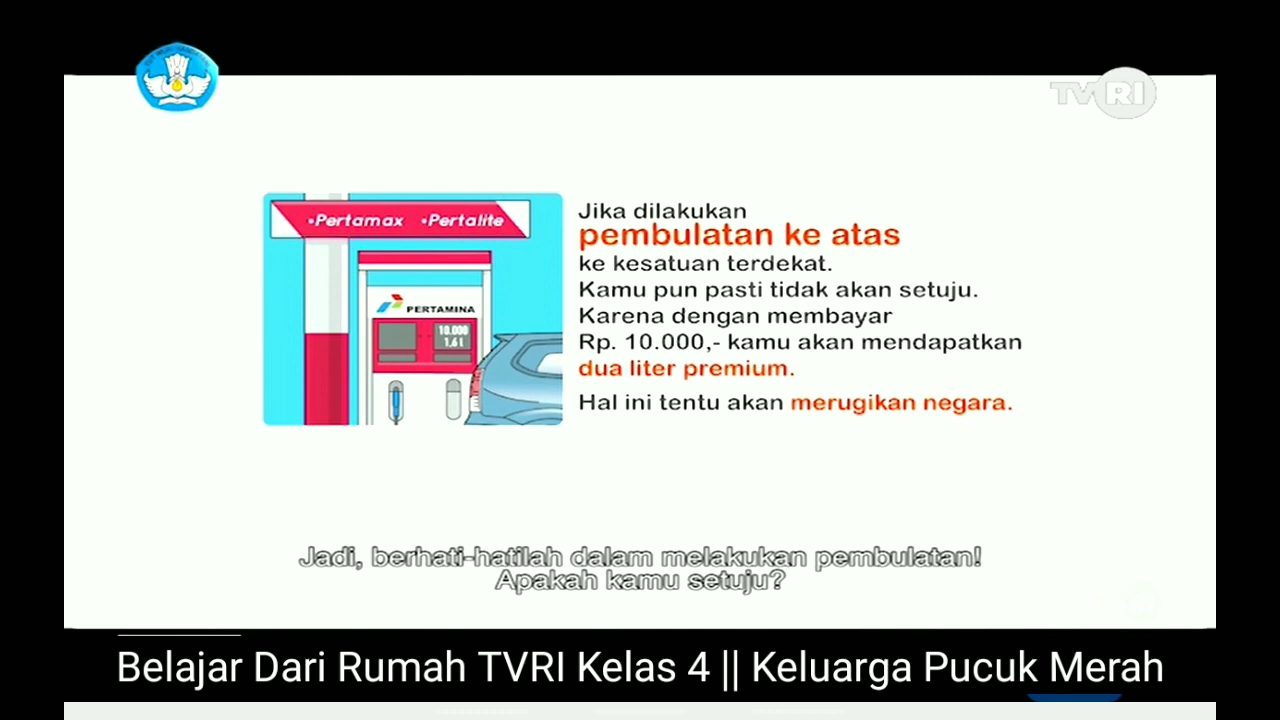 TVRI
•Pertamax •Pertalite
PERTAMINA
10.000
1.6 l
Jika dilakukan
pembulatan ke atas
ke kesatuan terdekat.
Kamu pun pasti tidak akan setuju.
Karena dengan membayar
Rp. 10.000,- kamu akan mendapatkan
dua liter premium.
Hal ini tentu akan merugikan negara.
Jadi, berhati-hatilah dalam melakukan pembulatan!
Apakah kamu setuju?
Belajar Dari Rumah TVRI Kelas 4 || Keluarga Pucuk Merah